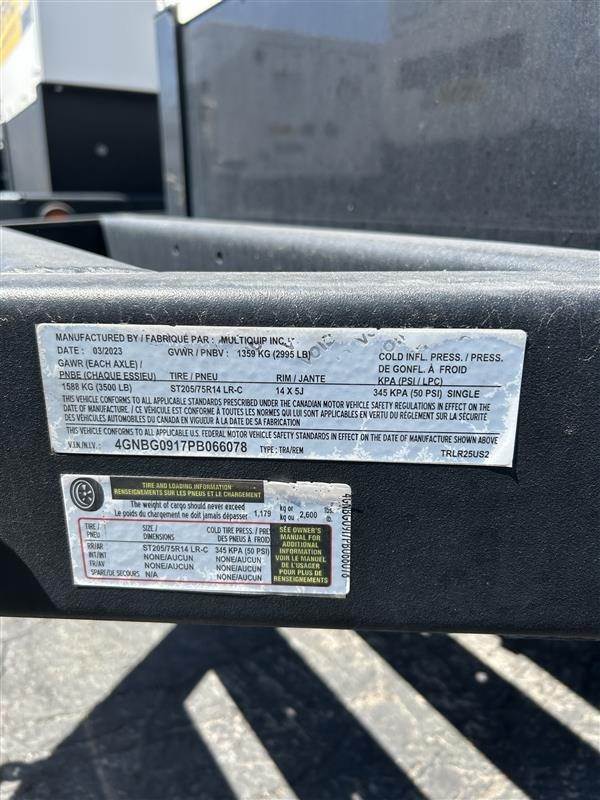 MANUFACTURED BY / FABRIQUÉ PAR : MULTIQUIP INC.
DATE : 03/2023 GVWR / PNBV : 1359 KG (2995 LB) COLD INFL. PRESS. / PRESS.
GAWR (EACH AXLE) / DE GONFL. À FROID
PNBE (CHAQUE ESSIEU) TIRE / PNEU RIM / JANTE KPA (PSI / LPC)
1588 KG (3500 LB) ST205/75R14 LR-C 14 X 5J 345 KPA (50 PSI) SINGLE
THIS VEHICLE CONFORMS TO ALL APPLICABLE STANDARDS PRESCRIBED UNDER THE CANADIAN MOTOR VEHICLE SAFETY REGULATIONS IN EFFECT ON THE
DATE OF MANUFACTURE. / CE VÉHICULE EST CONFORME À TOUTES LES NORMES QUI LUI SONT APPLICABLES EN VERTU DU RÈGLEMENT SUR LA SÉCURITÉ
DES VÉHICULES AUTOMOBILES DU CANADA EN VIGUEUR À LA DATE DE SA FABRICATION
THIS VEHICLE CONFORMS TO ALL APPLICABLE U.S. FEDERAL MOTOR VEHICLE SAFETY STANDARDS IN EFFECT ON THE DATE OF MANUFACTURE SHOWN ABOVE.
V.I.N./N.I.V.: 4GNBG0917PB066078 TYPE : TRA/REM TRLR25US2
TIRE AND LOADING INFORMATION
RENSEIGNEMENTS SUR LES PNEUS ET LE CHARGEMENT
The weight of cargo should never exceed 1,179 kg or 2,600 lbs.
Le poids du chargement ne doit jamais dépasser kg ou lb.
TIRE / SIZE / COLD TIRE PRESS. / PRE
PNEU DIMENSIONS DES PNEUS À FROID
RR/AR ST205/75R14 LR-C 345 KPA (50 PSI)
INT/INT NONE/AUCUN NONE/AUCUN
TR/AV NONE/AUCUN NONE/AUCUN
SPARE/DE SECOURS N/A NONE/AUCUN
SEE OWNER'S
MANUAL FOR
ADDITIONAL
INFORMATION
VOIR LE MANUEL
DE L'USAGER
POUR PLUS DE
RENSEIGNEMENTS